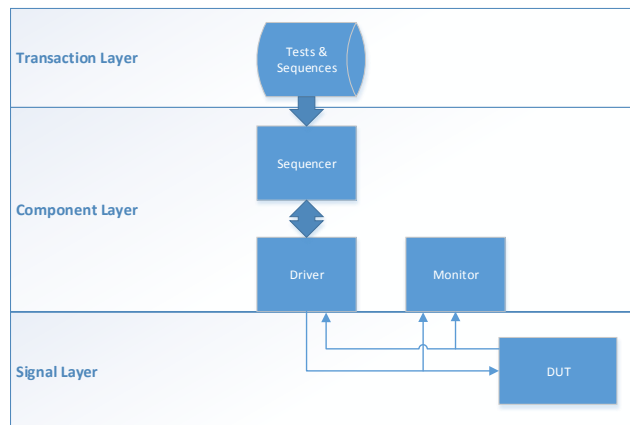 Transaction Layer
Tests &
Sequences
Sequencer
Component Layer
Driver
Monitor
Signal Layer
DUT